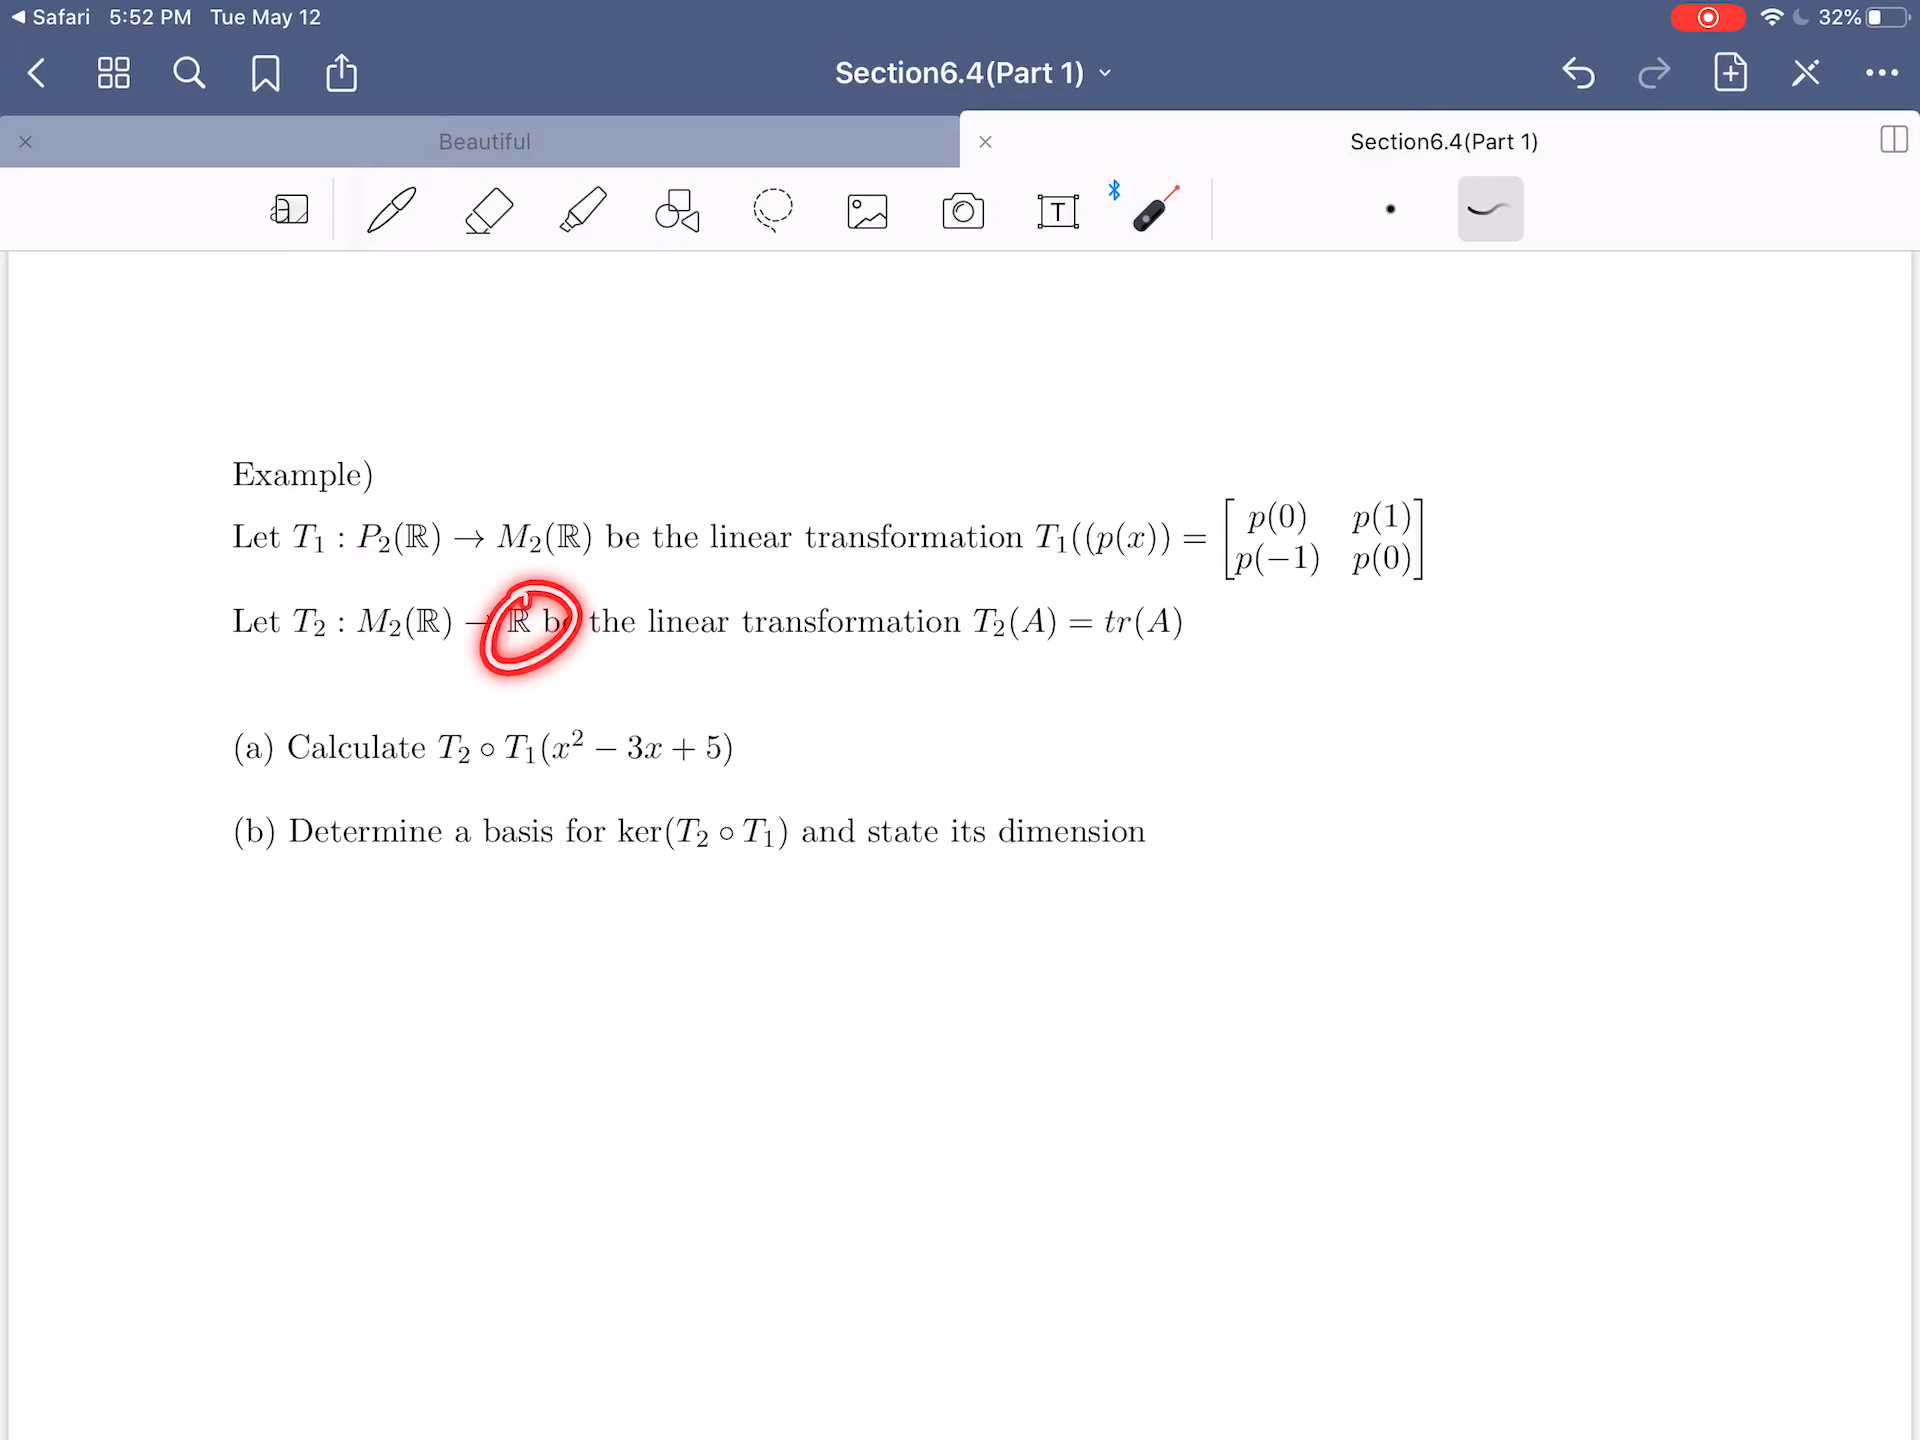 Safari 5:52 PM Tue May 12 32%
Section6.4(Part 1)
Beautiful Section6.4(Part 1)
a T
Example)
Let T₁ : P₂(ℝ) → M₂(ℝ) be the linear transformation T₁((p(x)) = [p(0) p(1)
p(−1) p(0)]
Let T₂ : M₂(ℝ) → ℝ be the linear transformation T₂(A) = tr(A)
(a) Calculate T₂ ∘ T₁(x² − 3x + 5)
(b) Determine a basis for ker(T₂ ∘ T₁) and state its dimension